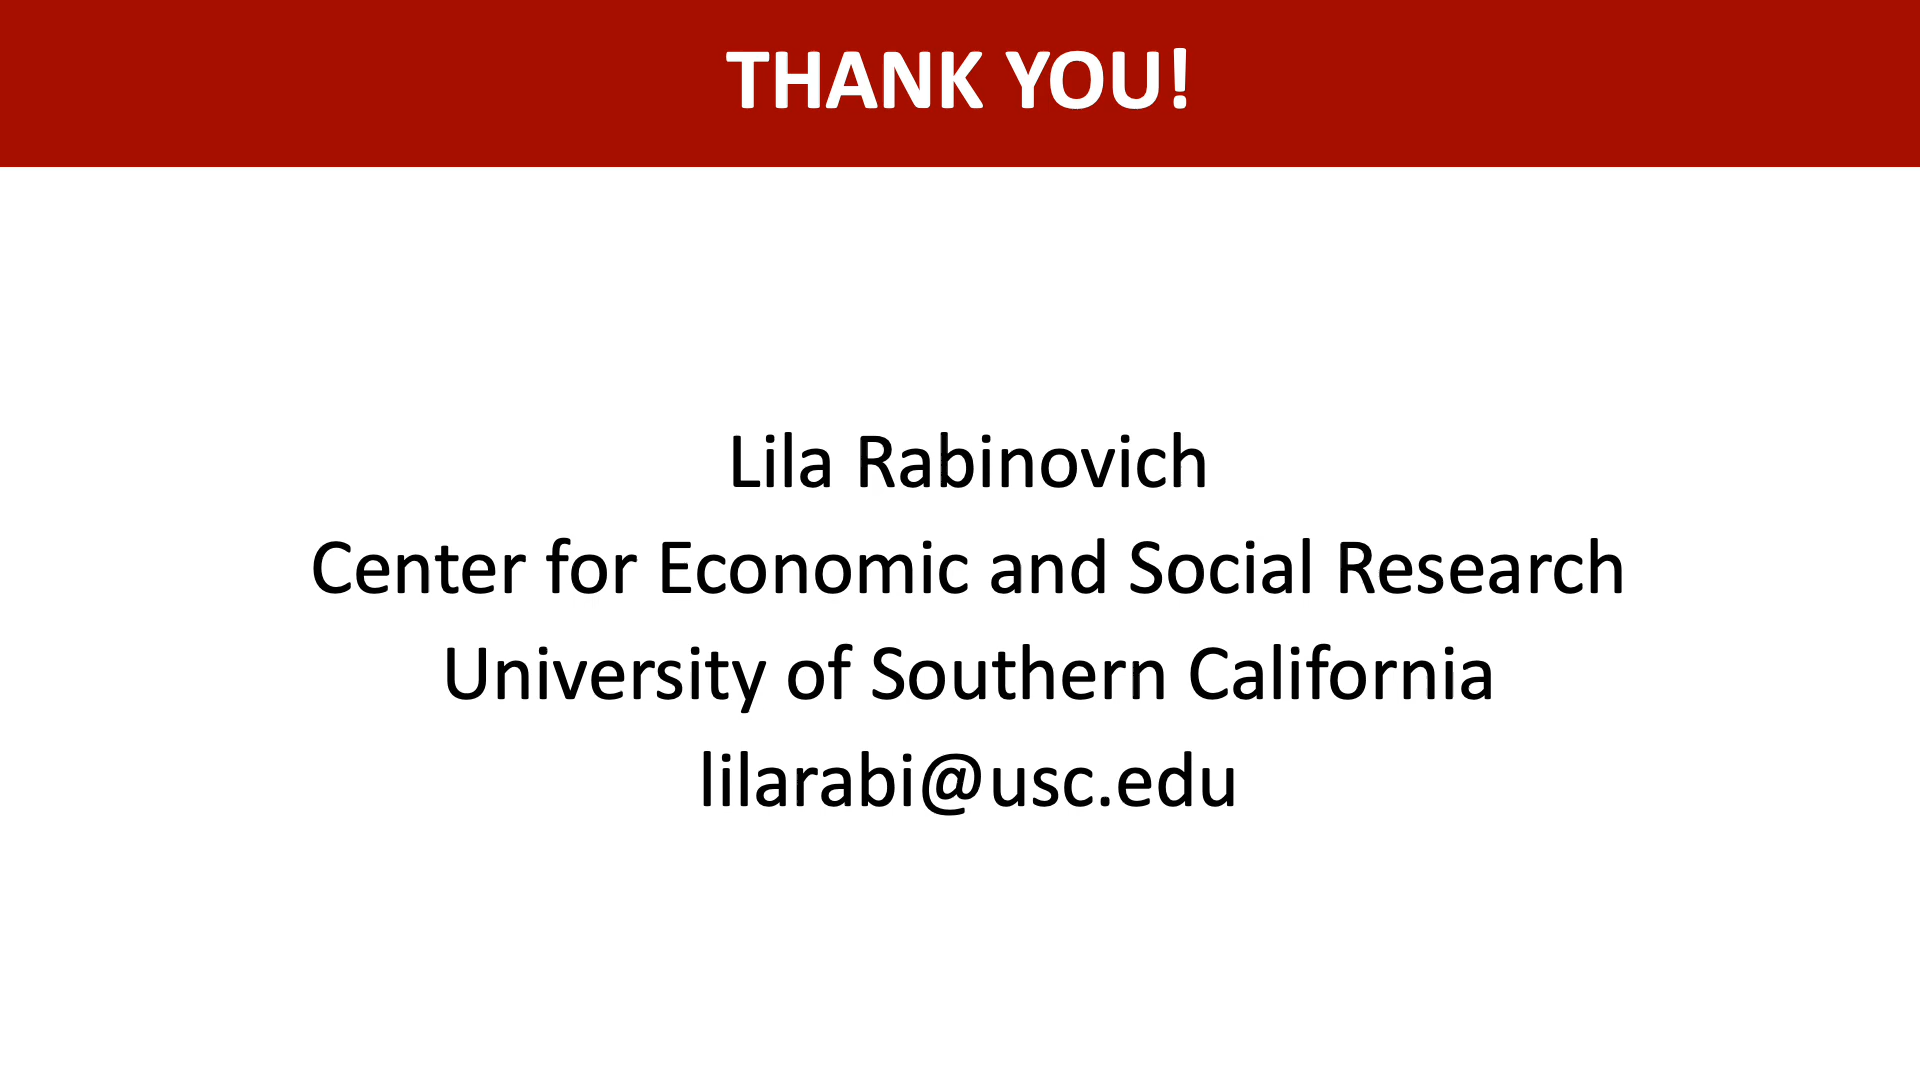 THANK YOU!
Lila Rabinovich
Center for Economic and Social Research
University of Southern California
lilarabi@usc.edu